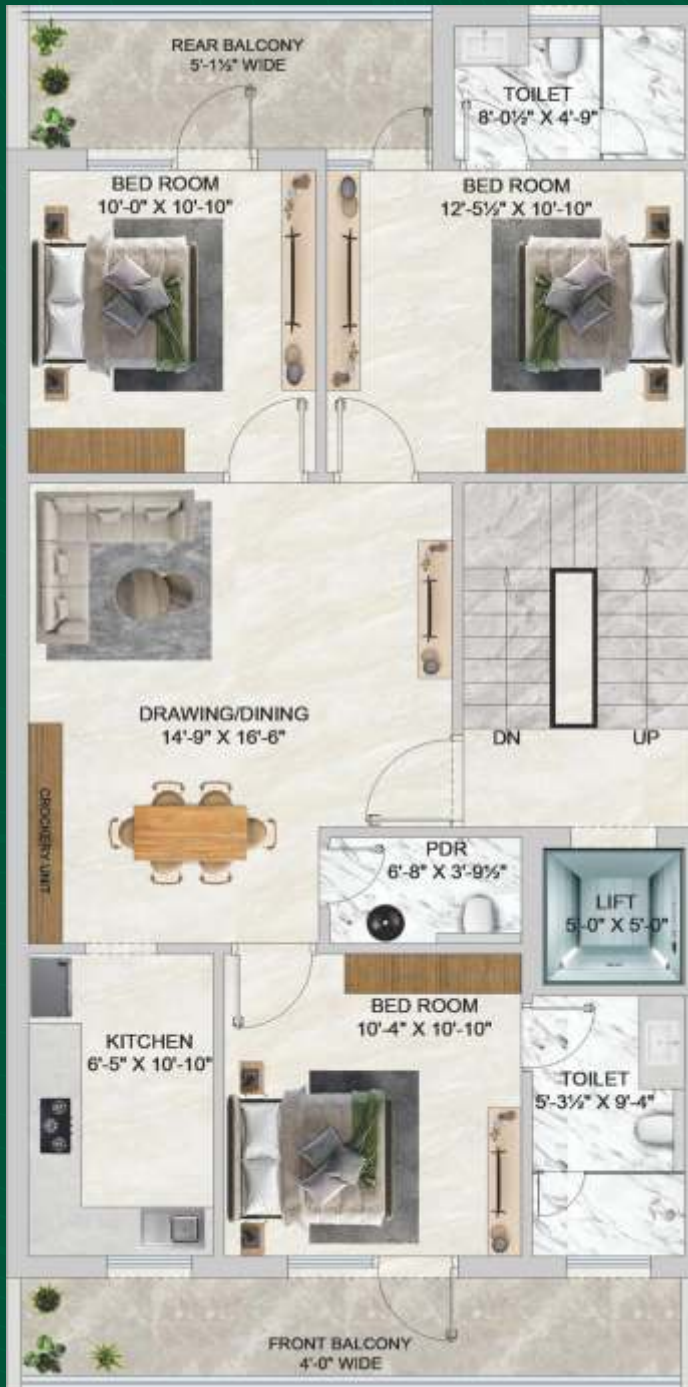 REAR BALCONY
5'-1½" WIDE
TOILET
8'-0½" X 4'-9"
BED ROOM
10'-0" X 10'-10"
BED ROOM
12'-5½" X 10'-10"
DRAWING/DINING
14'-9" X 16'-6"
DN
UP
CROCKERY UNIT
PDR
6'-8" X 3'-9½"
LIFT
5'-0" X 5'-0"
KITCHEN
6'-5" X 10'-10"
BED ROOM
10'-4" X 10'-10"
TOILET
5'-3½" X 9'-4"
FRONT BALCONY
4'-0" WIDE